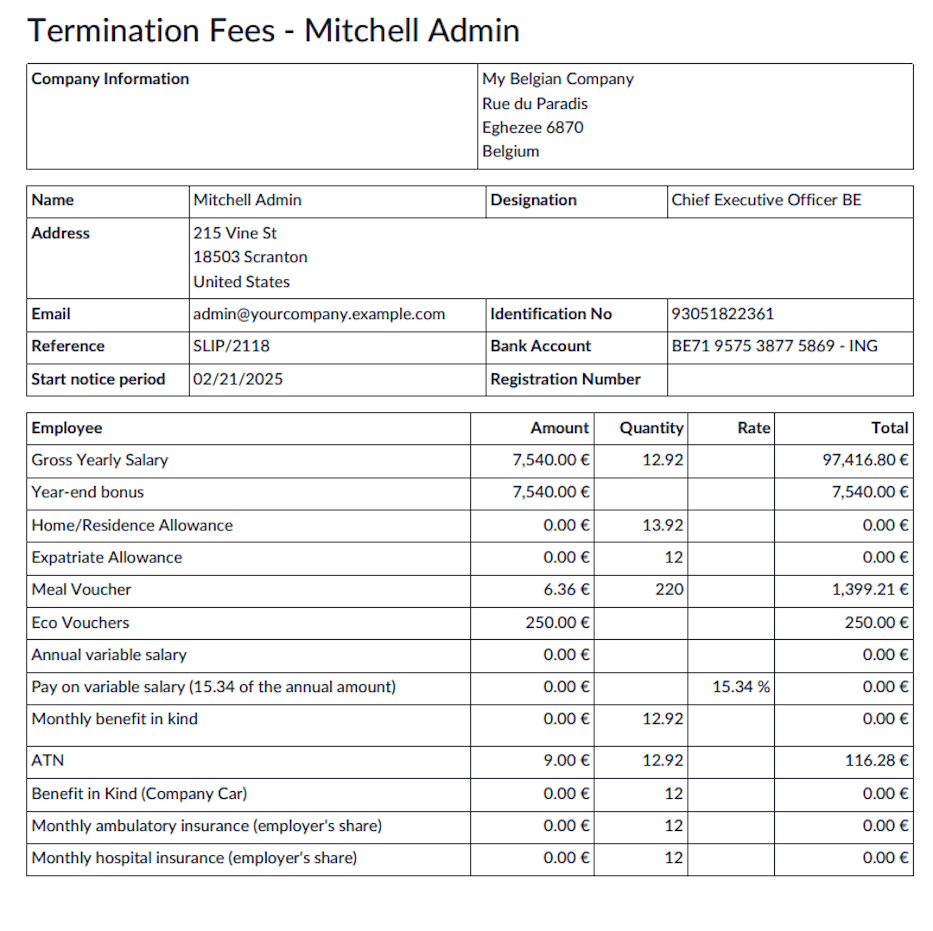 Termination Fees - Mitchell Admin
Company Information
My Belgian Company
Rue du Paradis
Eghezee 6870
Belgium
Name Mitchell Admin Designation Chief Executive Officer BE
Address 215 Vine St
18503 Scranton
United States
Email admin@yourcompany.example.com Identification No 93051822361
Reference SLIP/2118 Bank Account BE71 9575 3877 5869 - ING
Start notice period 02/21/2025 Registration Number
Employee Amount Quantity Rate Total
Gross Yearly Salary 7,540.00 € 12.92 97,416.80 €
Year-end bonus 7,540.00 € 7,540.00 €
Home/Residence Allowance 0.00 € 13.92 0.00 €
Expatriate Allowance 0.00 € 12 0.00 €
Meal Voucher 6.36 € 220 1,399.21 €
Eco Vouchers 250.00 € 250.00 €
Annual variable salary 0.00 € 0.00 €
Pay on variable salary (15.34 of the annual amount) 0.00 € 15.34 % 0.00 €
Monthly benefit in kind 0.00 € 12.92 0.00 €
ATN 9.00 € 12.92 116.28 €
Benefit in Kind (Company Car) 0.00 € 12 0.00 €
Monthly ambulatory insurance (employer's share) 0.00 € 12 0.00 €
Monthly hospital insurance (employer's share) 0.00 € 12 0.00 €